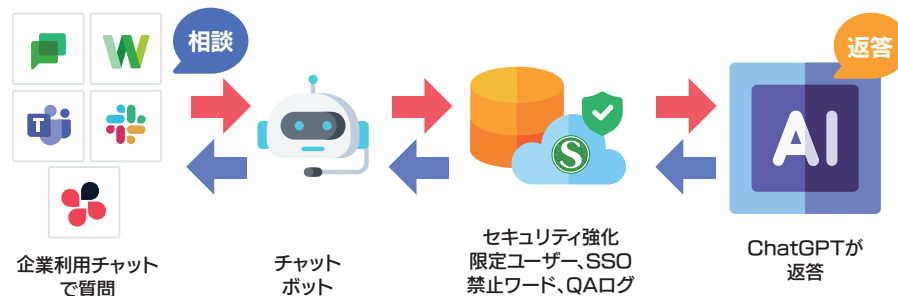 相談
返答
W
T
S
AI
企業利用チャット
で質問
チャット
ボット
セキュリティ強化
限定ユーザー、SSO
禁止ワード、QAログ
ChatGPTが
返答